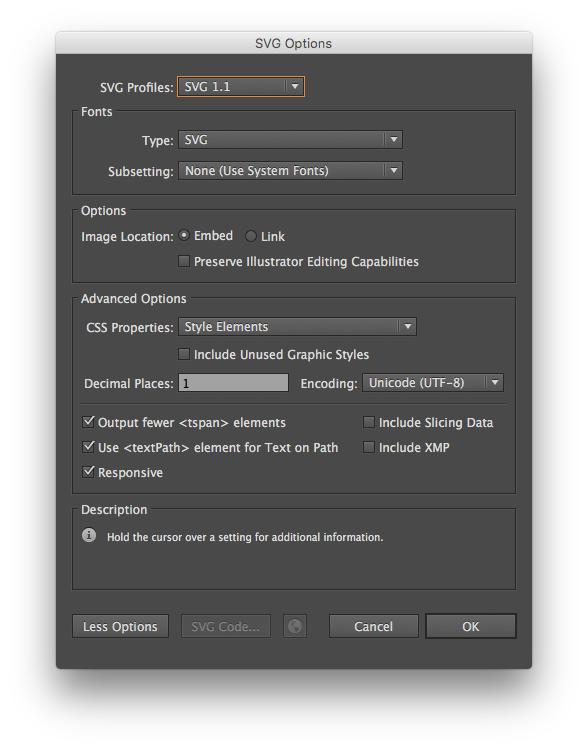 SVG Options
SVG Profiles: SVG 1.1
Fonts
Type: SVG
Subsetting: None (Use System Fonts)
Options
Image Location: Embed Link
Preserve Illustrator Editing Capabilities
Advanced Options
CSS Properties: Style Elements
Include Unused Graphic Styles
Decimal Places: 1 Encoding: Unicode (UTF-8)
Output fewer <tspan> elements Include Slicing Data
Use <textPath> element for Text on Path Include XMP
Responsive
Description
Hold the cursor over a setting for additional information.
Less Options SVG Code... Cancel OK